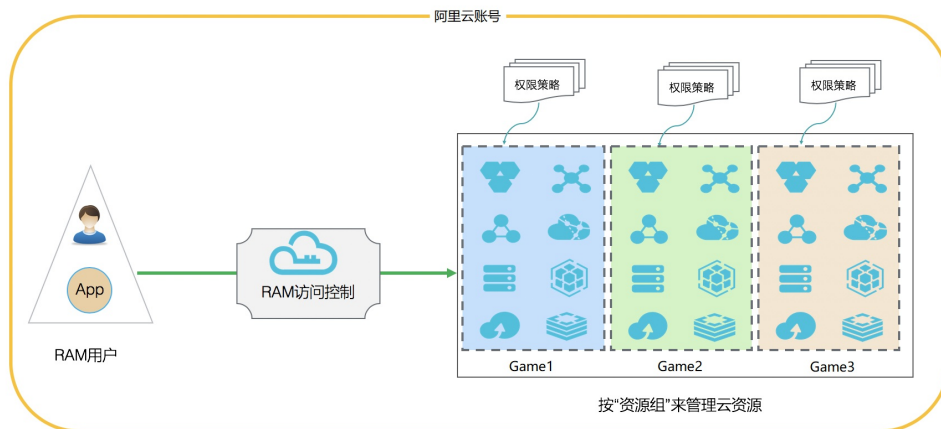 阿里云账号
权限策略
权限策略
权限策略
App
RAM访问控制
RAM用户
Game1
Game2
Game3
按“资源组”来管理云资源